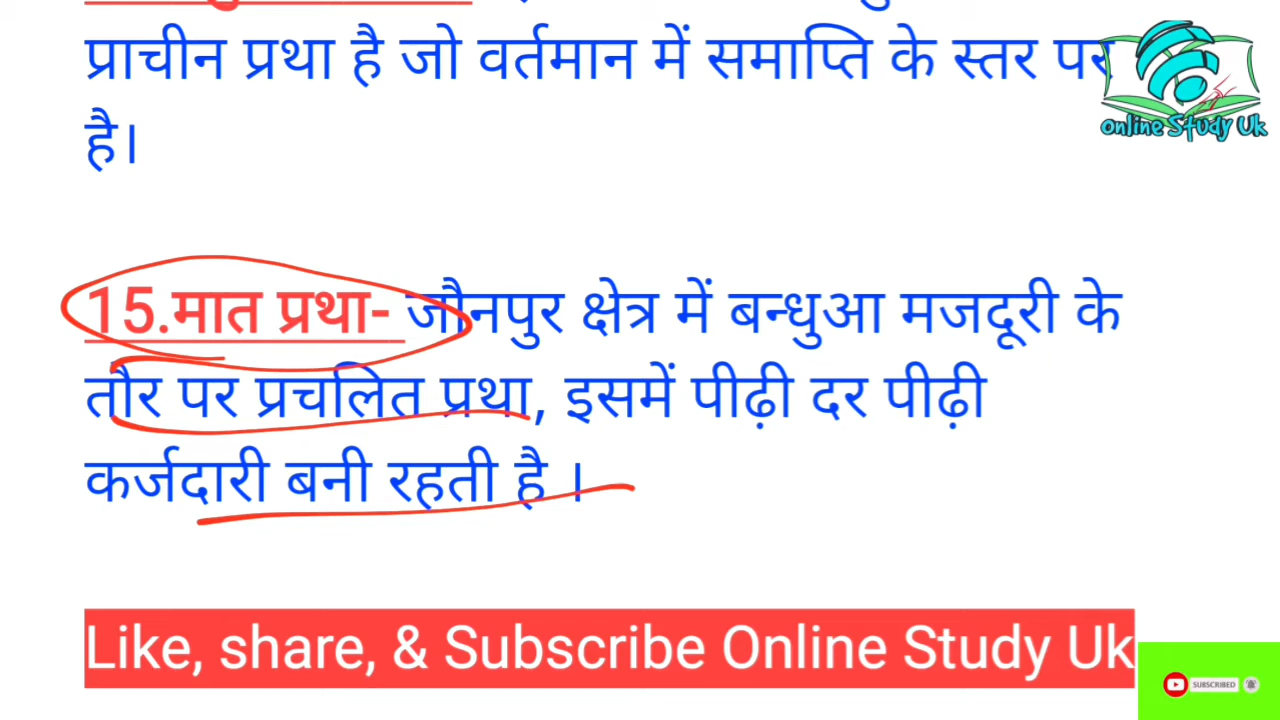 प्राचीन प्रथा है जो वर्तमान में समाप्ति के स्तर पर
है।
Online Study Uk
15.मात प्रथा- जौनपुर क्षेत्र में बन्धुआ मजदूरी के
तौर पर प्रचलित प्रथा, इसमें पीढ़ी दर पीढ़ी
कर्जदारी बनी रहती है ।
Like, share, & Subscribe Online Study Uk
SUBSCRIBED